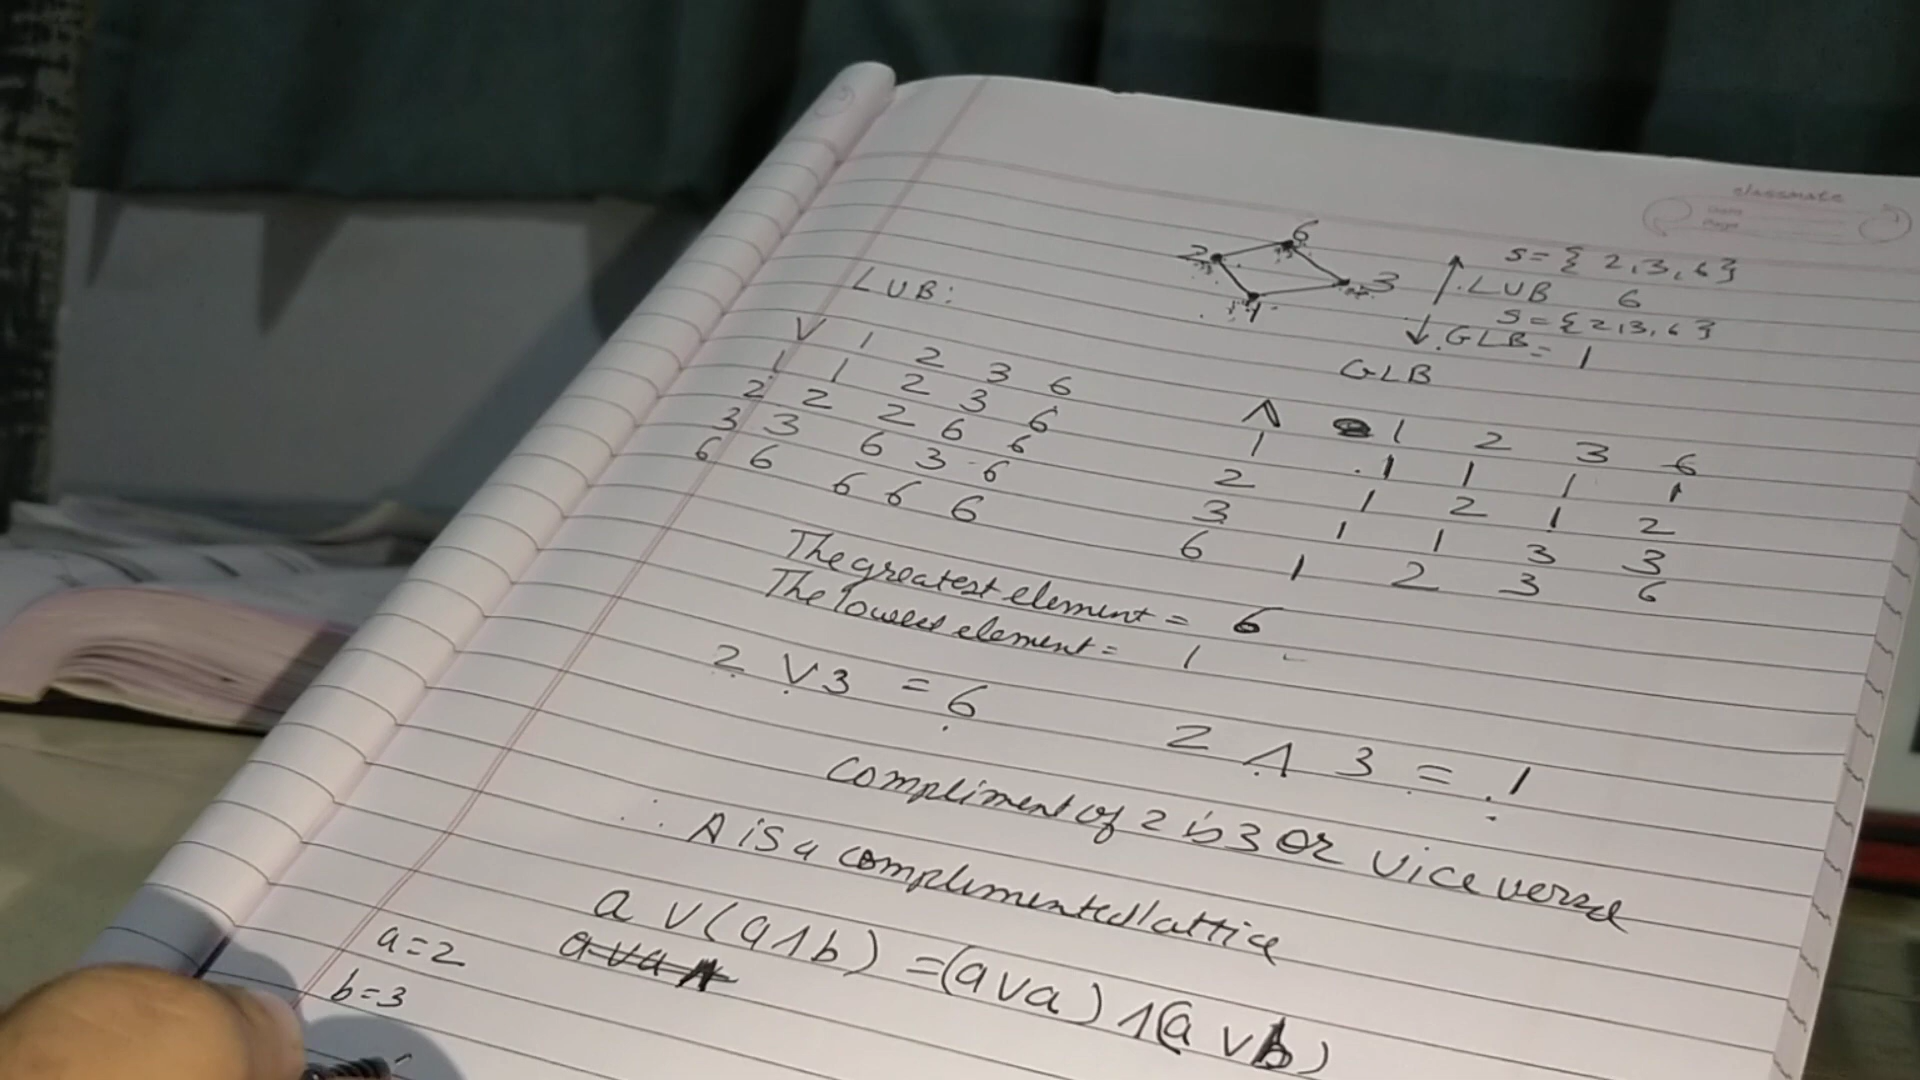 classmate
Date
Page
6
2
3
1
S = { 2,3,6}
LUB 6
S = {2,3,6}
GLB = 1
LUB:
V 1 2 3 6
1 1 2 3 6
2 2 2 6 6
3 3 6 3 6
6 6 6 6 6
GLB
Λ 1 2 3 6
1 1 1 1 1
2 1 2 1 2
3 1 1 3 3
6 1 2 3 6
The greatest element = 6
The lowest element = 1
2 V 3 = 6
2 Λ 3 = 1
Compliment of 2 is 3 or vice versa
∴ A is a complimented lattice
a v (a Λ b) = (a v a) Λ (a v b)
a v a Λ
a = 2
b = 3